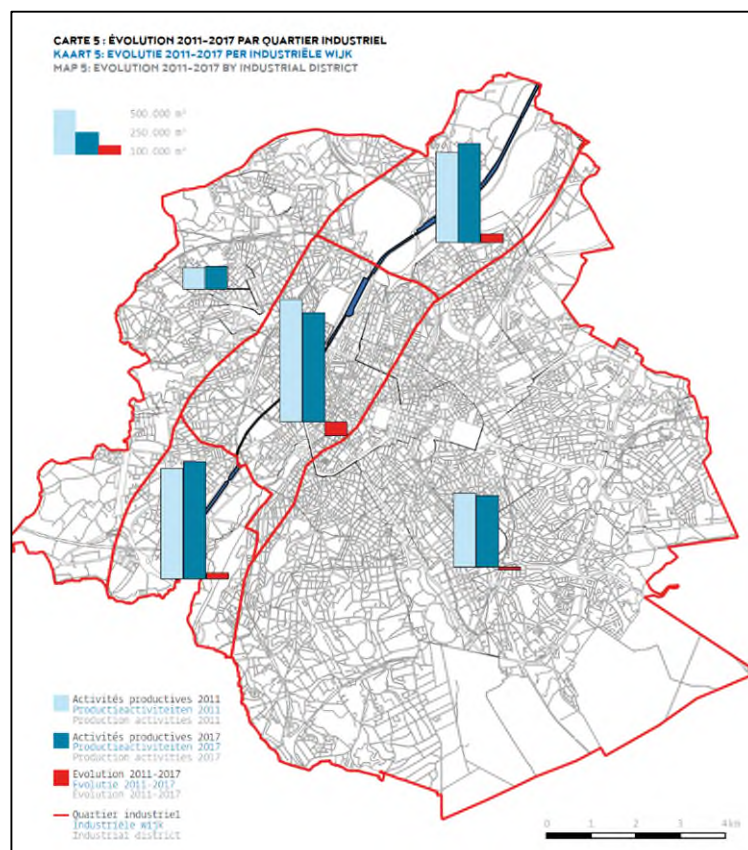 CARTE 5 : ÉVOLUTION 2011–2017 PAR QUARTIER INDUSTRIEL
KAART 5: EVOLUTIE 2011–2017 PER INDUSTRIËLE WIJK
MAP 5: EVOLUTION 2011–2017 BY INDUSTRIAL DISTRICT
500.000 m²
250.000 m²
100.000 m²
Activités productives 2011
Productieactiviteiten 2011
Production activities 2011
Activités productives 2017
Productieactiviteiten 2017
Production activities 2017
Evolution 2011-2017
Evolutie 2011-2017
Evolution 2011-2017
Quartier industriel
Industriële wijk
Industrial district
0 1 2 3 4km